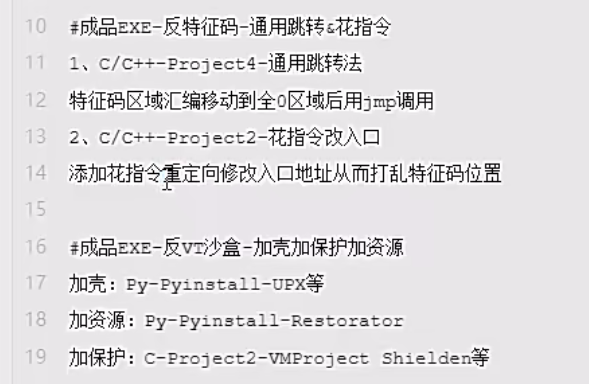 10 #成品EXE-反特征码-通用跳转&花指令
11 1、C/C++-Project4-通用跳转法
12 特征码区域汇编移动到全0区域后用jmp调用
13 2、C/C++-Project2-花指令改入口
14 添加花指令重定向修改入口地址从而打乱特征码位置
15
16 #成品EXE-反VT沙盒-加壳加保护加资源
17 加壳：Py-Pyinstall-UPX等
18 加资源：Py-Pyinstall-Restorator
19 加保护：C-Project2-VMProject Shielden等